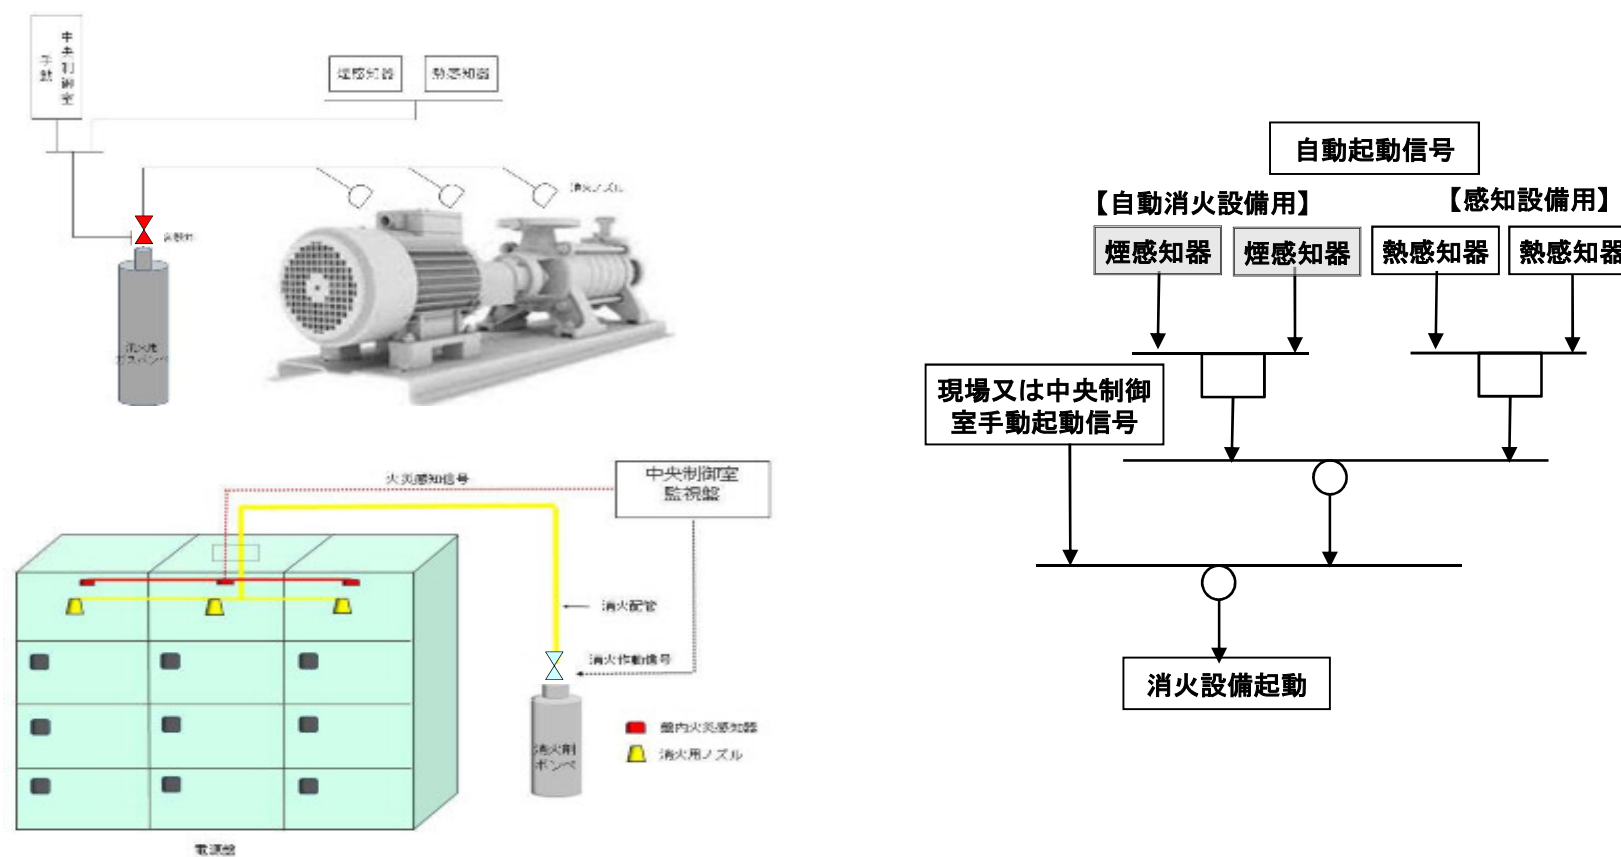 中央制御室
手動
煙感知器
熱感知器
消火ノズル
消火用
ガスボンベ
火災感知信号
中央制御室
監視盤
消火配管
消火作動信号
消火剤
ボンベ
盤内火災感知器
消火用ノズル
電源盤
自動起動信号
【自動消火設備用】
【感知設備用】
煙感知器
煙感知器
熱感知器
熱感知器
現場又は中央制御
室手動起動信号
消火設備起動